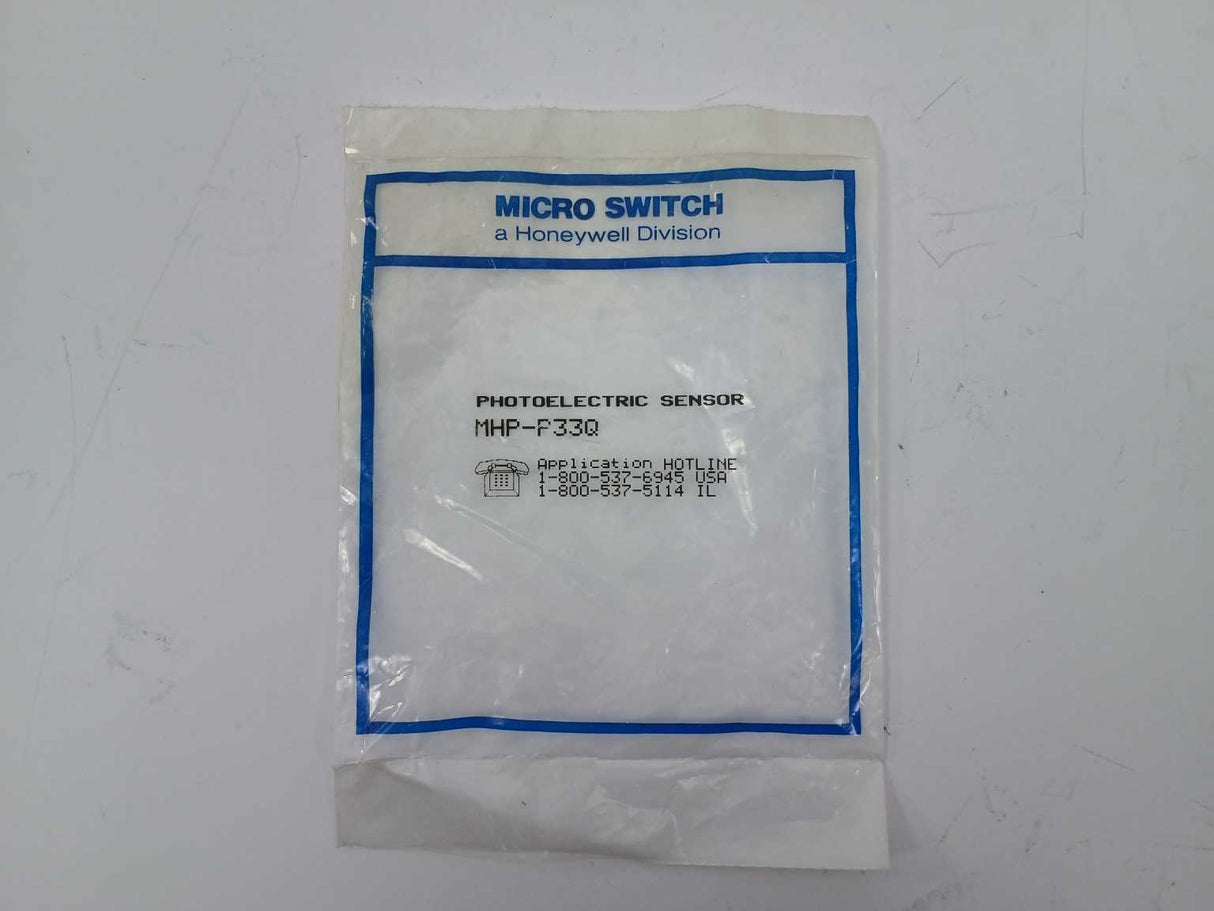 MICRO SWITCH
a Honeywell Division
PHOTOELECTRIC SENSOR
MHP-P33Q
Application HOTLINE
1-800-537-6945 USA
1-800-537-5114 IL